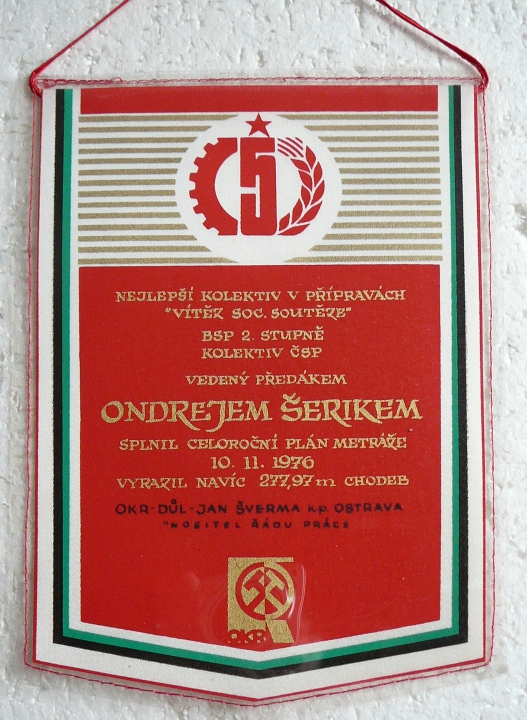 5
NEJLEPŠÍ KOLEKTIV V PŘÍPRAVÁCH
"VÍTĚZ SOC. SOUTĚŽE"
BSP 2. STUPNĚ
KOLEKTIV ČSP
VEDENÝ PŘEDÁKEM
ONDREJEM ŠERIKEM
SPLNIL CELOROČNÍ PLÁN METRÁŽE
10. 11. 1976
VYRAZIL NAVÍC 277,97 m CHODEB
OKR-DŮL-JAN ŠVERMA k.p. OSTRAVA
"NOSITEL ŘÁDU PRÁCE
OKR